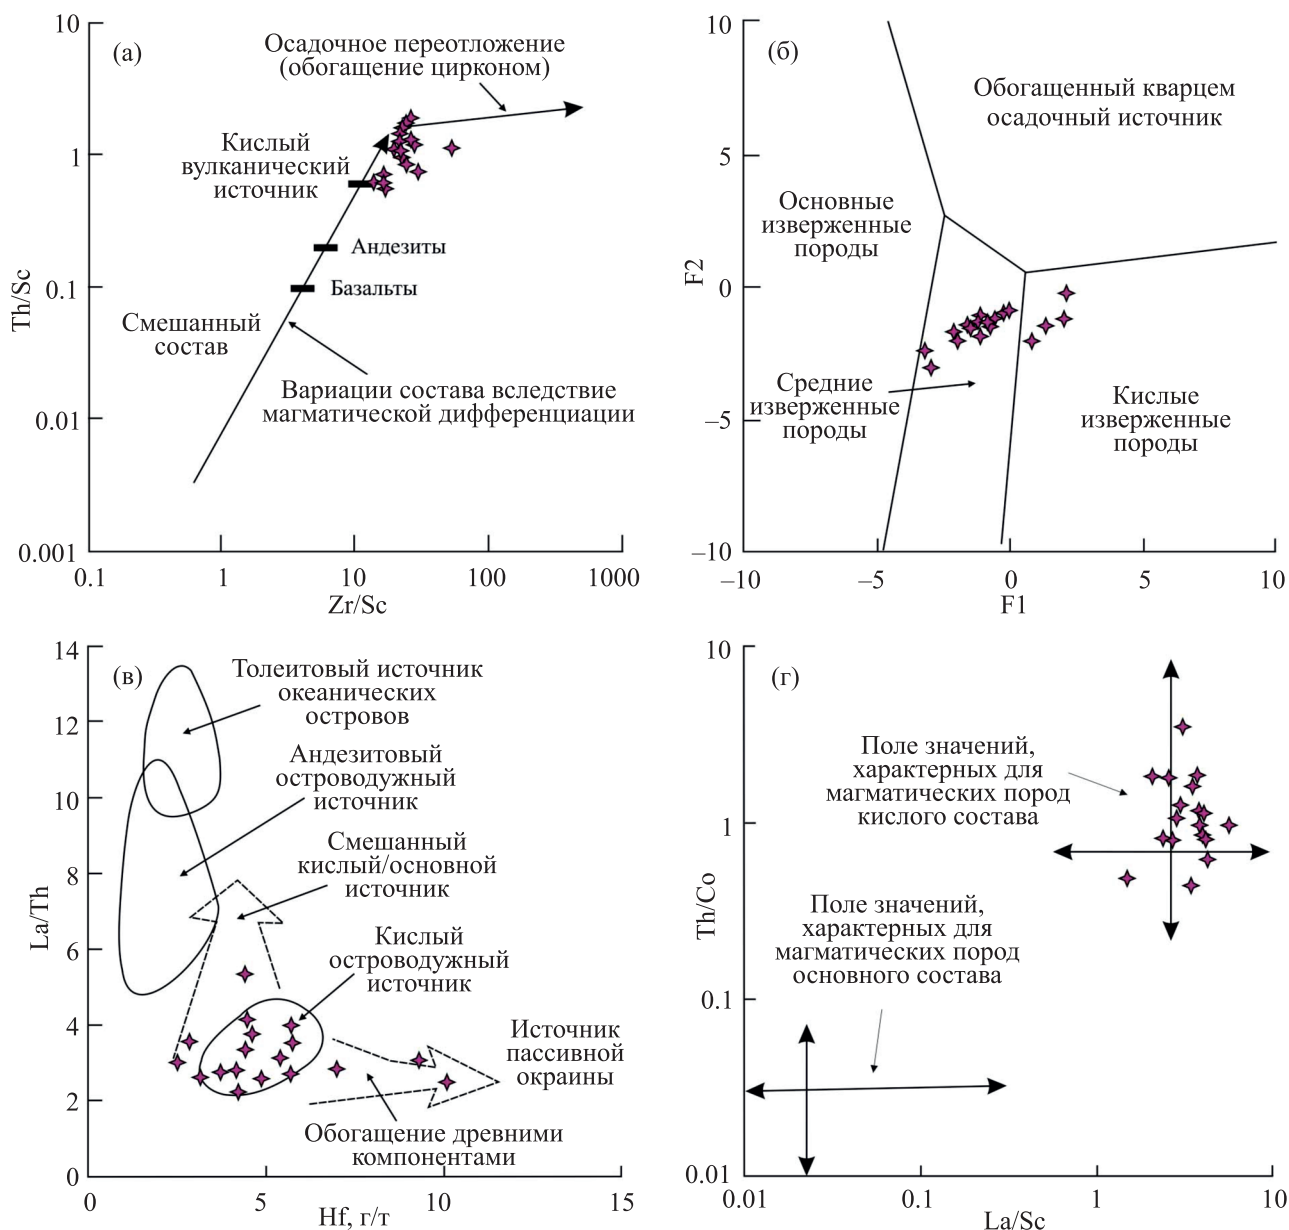 (а)
10
1
0.1
0.01
0.001
Th/Sc
0.1
1
10
100
1000
Zr/Sc
Осадочное переотложение
(обогащение цирконом)
Кислый
вулканический
источник
Андезиты
Базальты
Смешанный
состав
Вариации состава вследствие
магматической дифференциации
(б)
10
5
0
–5
–10
F2
–10
–5
0
5
10
F1
Обогащенный кварцем
осадочный источник
Основные
изверженные
породы
Средние
изверженные
породы
Кислые
изверженные
породы
(в)
14
12
10
8
6
4
2
0
La/Th
0
5
10
15
Hf, г/т
Толеитовый источник
океанических
островов
Андезитовый
островодужный
источник
Смешанный
кислый/основной
источник
Кислый
островодужный
источник
Источник
пассивной
окраины
Обогащение древними
компонентами
(г)
10
1
0.1
0.01
Th/Co
0.01
0.1
1
10
La/Sc
Поле значений,
характерных для
магматических пород
кислого состава
Поле значений,
характерных для
магматических пород
основного состава